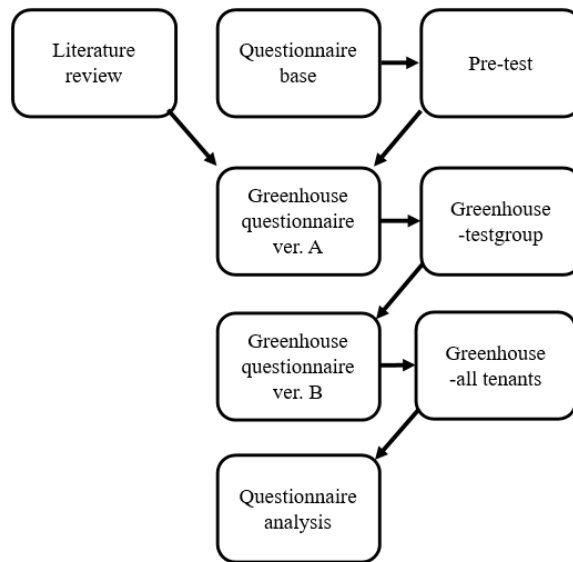 Literature
review
Questionnaire
base
Pre-test
Greenhouse
questionnaire
ver. A
Greenhouse
-testgroup
Greenhouse
questionnaire
ver. B
Greenhouse
-all tenants
Questionnaire
analysis